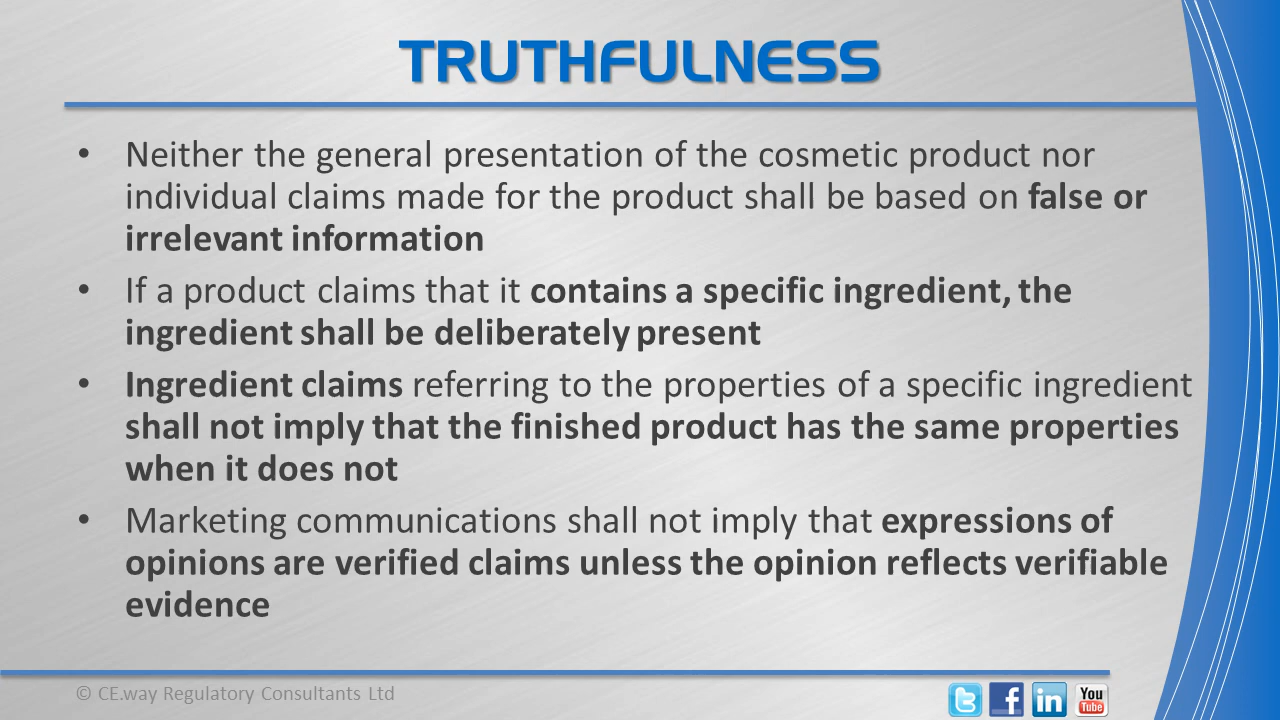 TRUTHFULNESS
• Neither the general presentation of the cosmetic product nor
individual claims made for the product shall be based on false or
irrelevant information
• If a product claims that it contains a specific ingredient, the
ingredient shall be deliberately present
• Ingredient claims referring to the properties of a specific ingredient
shall not imply that the finished product has the same properties
when it does not
• Marketing communications shall not imply that expressions of
opinions are verified claims unless the opinion reflects verifiable
evidence
© CE.way Regulatory Consultants Ltd
t f in You
Tube